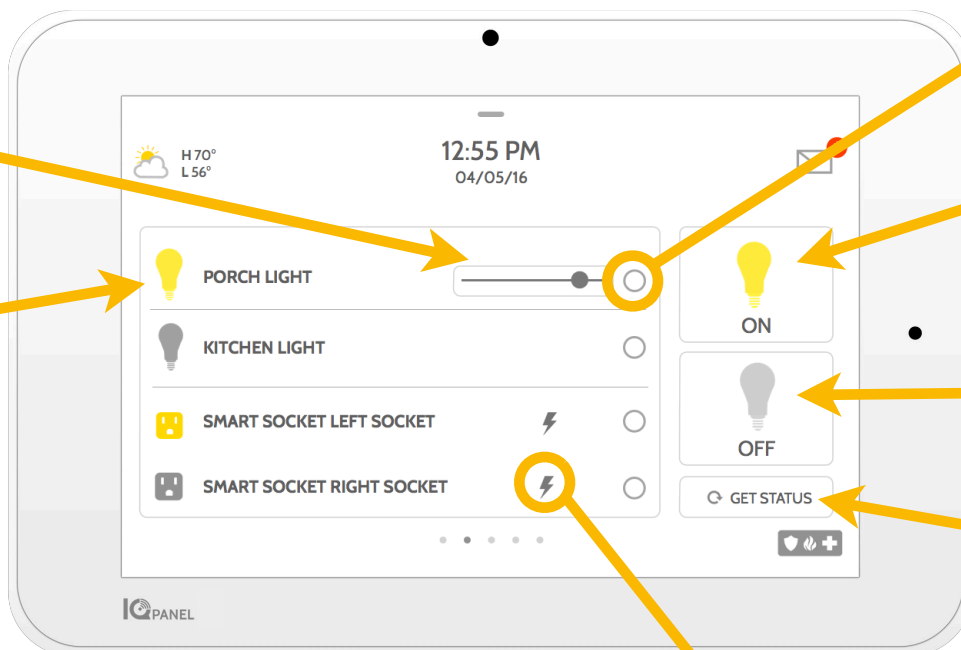 H 70°
L 56°
12:55 PM
04/05/16
PORCH LIGHT
KITCHEN LIGHT
SMART SOCKET LEFT SOCKET
SMART SOCKET RIGHT SOCKET
ON
OFF
GET STATUS
IQ PANEL